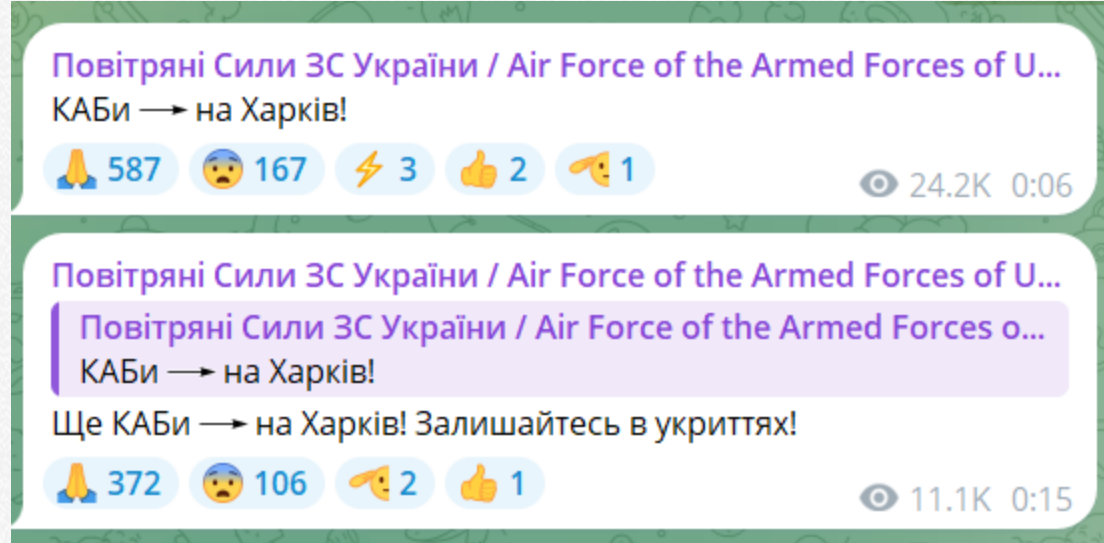 Повітряні Сили ЗС України / Air Force of the Armed Forces of U...
КАБи → на Харків!
🙏 587 😨 167 ⚡ 3 👍 2 🫡 1
24.2K 0:06
Повітряні Сили ЗС України / Air Force of the Armed Forces of U...
Повітряні Сили ЗС України / Air Force of the Armed Forces o...
КАБи → на Харків!
Ще КАБи → на Харків! Залишайтесь в укриттях!
🙏 372 😨 106 🫡 2 👍 1
11.1K 0:15